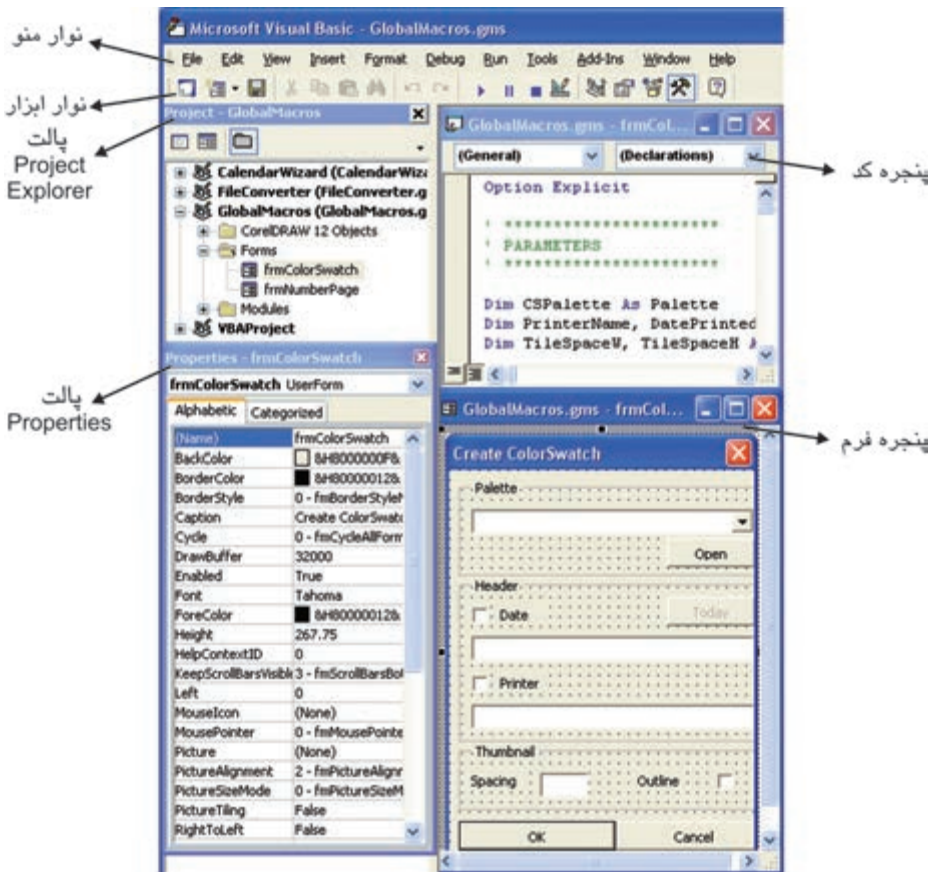 Microsoft Visual Basic - GlobalMacros.gms
نوار منو
File Edit View Insert Format Debug Run Tools Add-Ins Window Help
نوار ابزار
پالت
Project
Explorer
Project - GlobalMacros
CalendarWizard (CalendarWiza
FileConverter (FileConverter.g
GlobalMacros (GlobalMacros.g
CorelDRAW 12 Objects
Forms
frmColorSwatch
frmNumberPage
Modules
VBAProject
GlobalMacros.gms - frmCol...
(General) (Declarations)
پنجره کد
Option Explicit
' ************************
' PARAMETERS
' ************************
Dim CSPalette As Palette
Dim PrinterName, DatePrinted
Dim TileSpaceW, TileSpaceH
پالت
Properties
Properties - frmColorSwatch
frmColorSwatch UserForm
Alphabetic Categorized
(Name) frmColorSwatch
BackColor &H8000000F&
BorderColor &H80000012&
BorderStyle 0 - fmBorderStyleN
Caption Create ColorSwatc
Cycle 0 - fmCycleAllForm
DrawBuffer 32000
Enabled True
Font Tahoma
ForeColor &H80000012&
Height 267.75
HelpContextID 0
KeepScrollBarsVisible 3 - fmScrollBarsBot
Left 0
MouseIcon (None)
MousePointer 0 - fmMousePointe
Picture (None)
PictureAlignment 2 - fmPictureAlignr
PictureSizeMode 0 - fmPictureSizeM
PictureTiling False
RightToLeft False
GlobalMacros.gms - frmCol...
پنجره فرم
Create ColorSwatch
Palette
Open
Header
Date Today
Printer
Thumbnail
Spacing Outline
OK Cancel